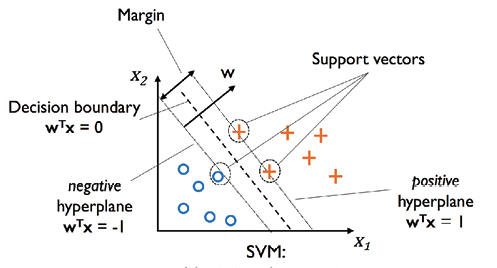 Margin
X2
w
Support vectors
Decision boundary
wTx = 0
negative
hyperplane
wTx = -1
positive
hyperplane
wTx = 1
X1
SVM: